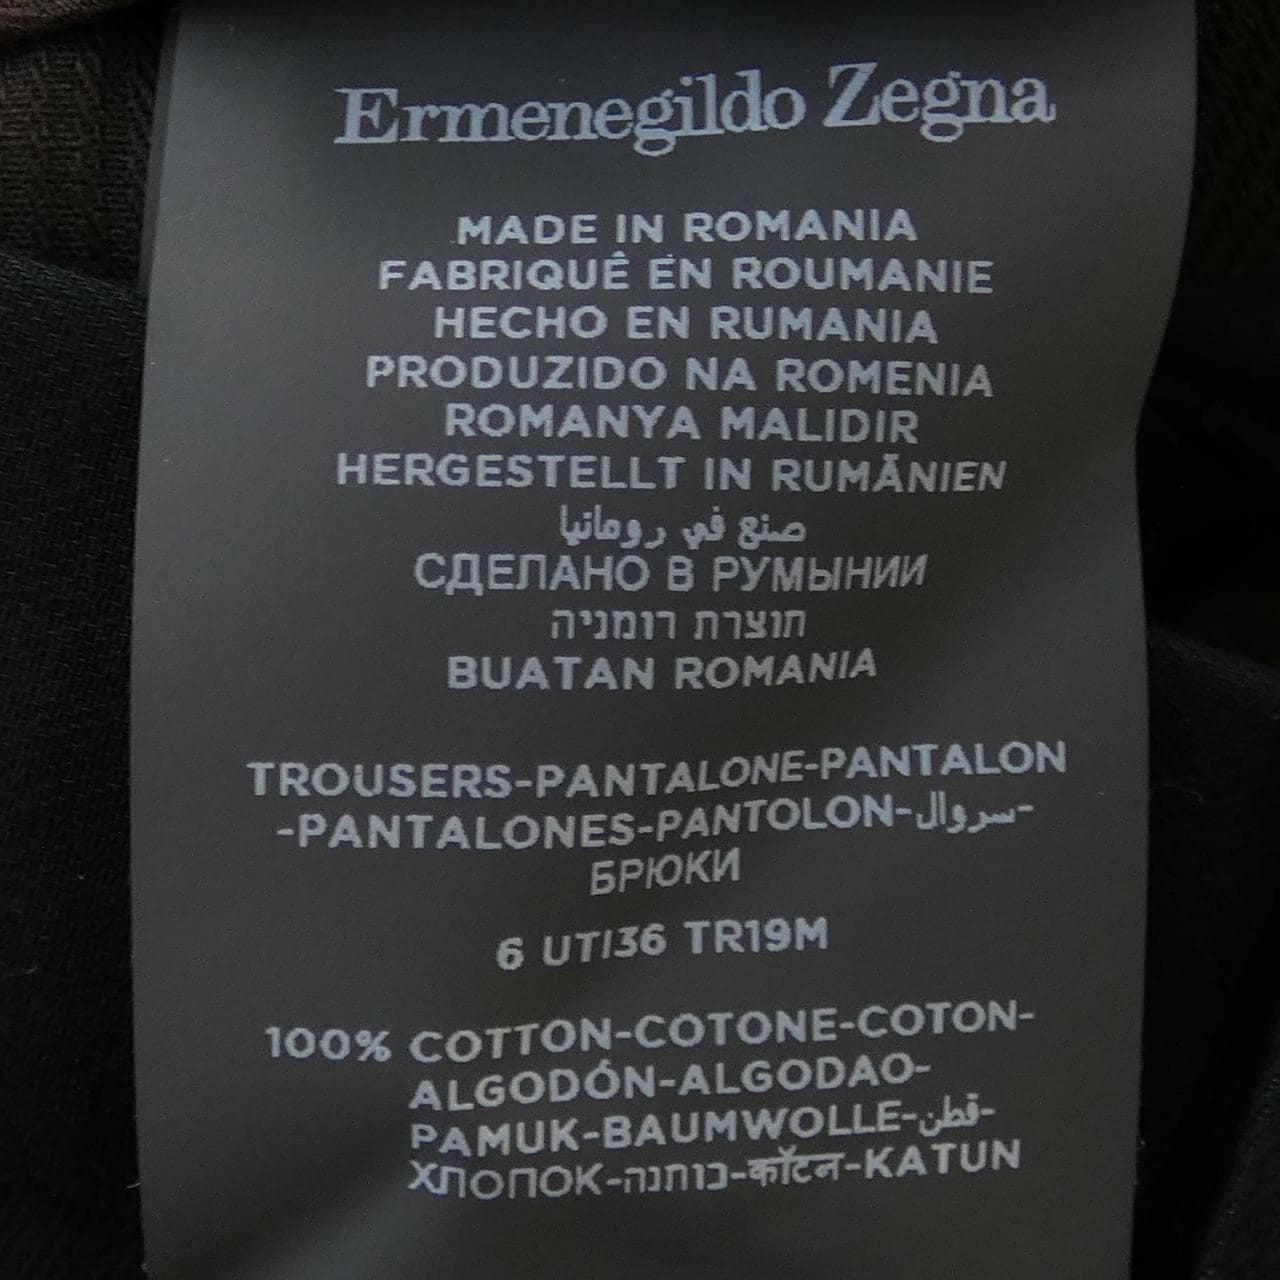 Ermenegildo Zegna
MADE IN ROMANIA
FABRIQUÊ EN ROUMANIE
HECHO EN RUMANIA
PRODUZIDO NA ROMENIA
ROMANYA MALIDIR
HERGESTELLT IN RUMÄNIEN
صنع في رومانيا
СДЕЛАНО В РУМЫНИИ
תוצרת רומניה
BUATAN ROMANIA
TROUSERS-PANTALONE-PANTALON
-PANTALONES-PANTOLON-سروال-
БРЮКИ
6 UTI36 TR19M
100% COTTON-COTONE-COTON-
ALGODÓN-ALGODAO-
PAMUK-BAUMWOLLE-قطن-
ХЛОПОК-כותנה-कॉटन-KATUN